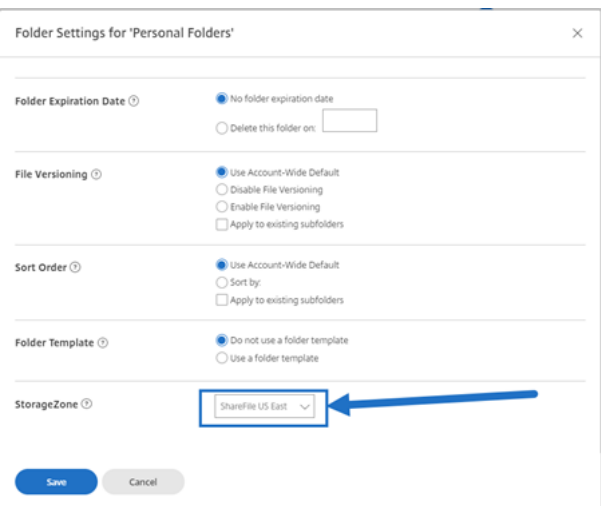 Folder Settings for 'Personal Folders'
Folder Expiration Date
No folder expiration date
Delete this folder on:
File Versioning
Use Account-Wide Default
Disable File Versioning
Enable File Versioning
Apply to existing subfolders
Sort Order
Use Account-Wide Default
Sort by:
Apply to existing subfolders
Folder Template
Do not use a folder template
Use a folder template
StorageZone
ShareFile US East
Save Cancel